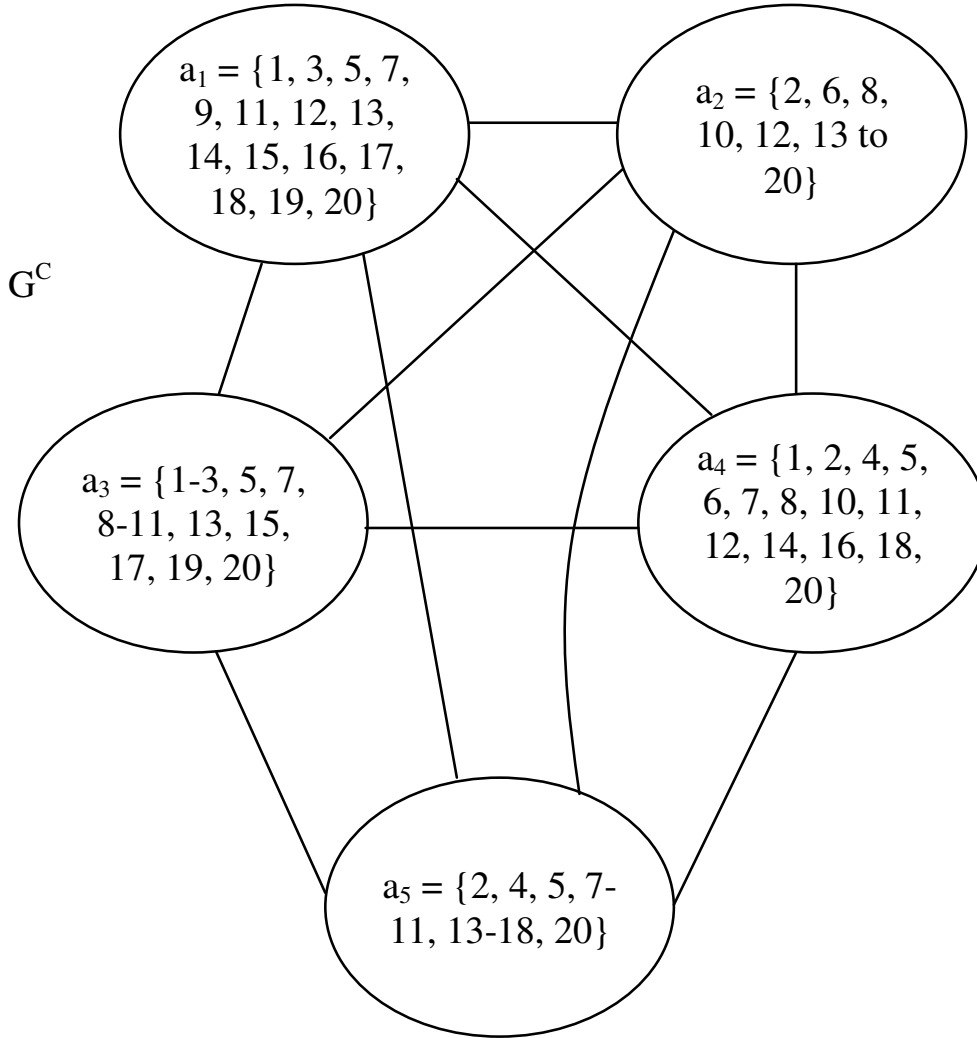 a₁ = {1, 3, 5, 7,
9, 11, 12, 13,
14, 15, 16, 17,
18, 19, 20}
a₂ = {2, 6, 8,
10, 12, 13 to
20}
Gᶜ
a₃ = {1-3, 5, 7,
8-11, 13, 15,
17, 19, 20}
a₄ = {1, 2, 4, 5,
6, 7, 8, 10, 11,
12, 14, 16, 18,
20}
a₅ = {2, 4, 5, 7-
11, 13-18, 20}